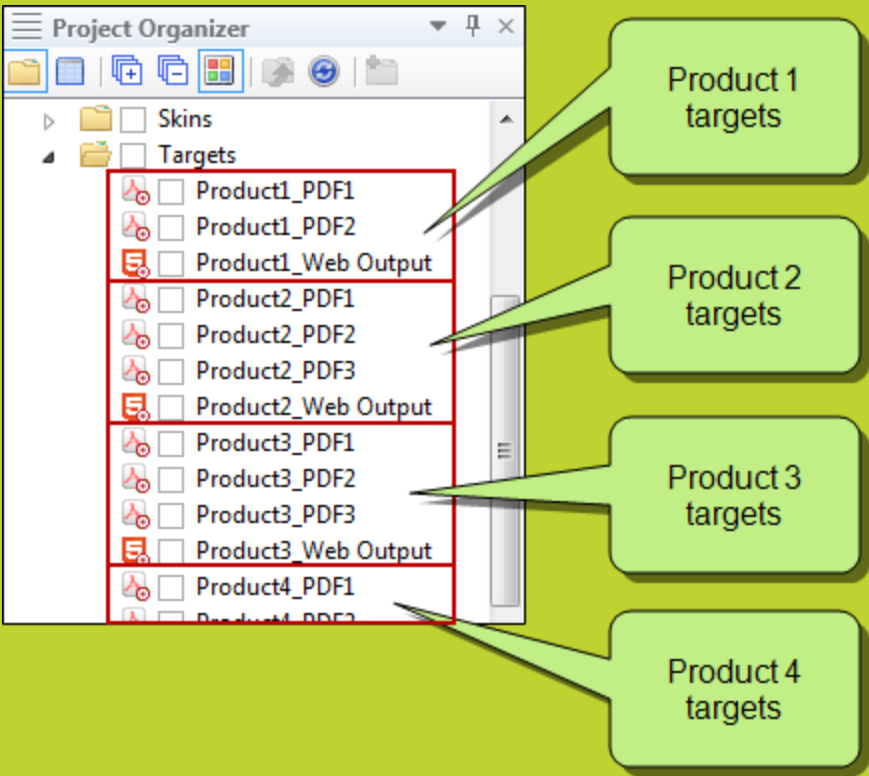 Project Organizer
Skins
Targets
Product1_PDF1
Product1_PDF2
Product1_Web Output
Product2_PDF1
Product2_PDF2
Product2_PDF3
Product2_Web Output
Product3_PDF1
Product3_PDF2
Product3_PDF3
Product3_Web Output
Product4_PDF1
Product 1
targets
Product 2
targets
Product 3
targets
Product 4
targets